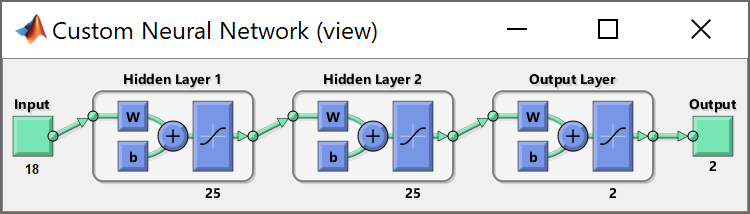 Custom Neural Network (view)
Hidden Layer 1
Hidden Layer 2
Output Layer
Input
Output
W
W
W
b
b
b
18
25
25
2
2